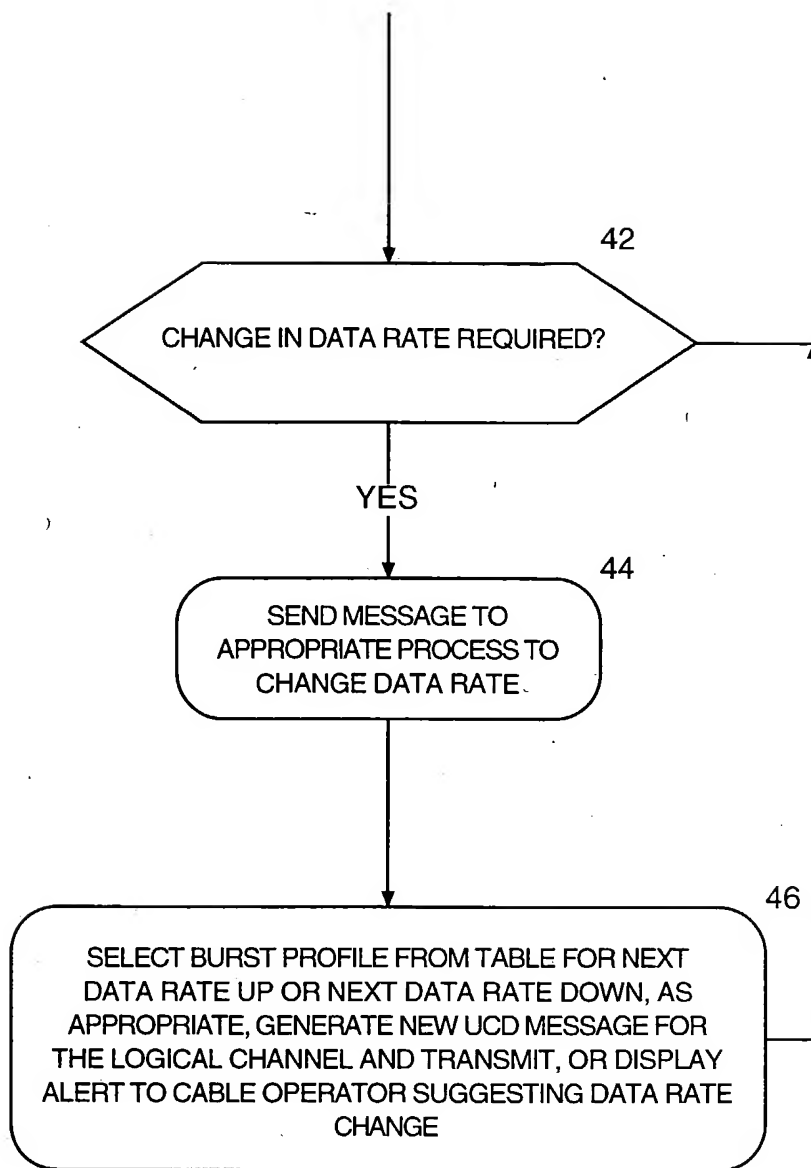 42
CHANGE IN DATA RATE REQUIRED?
YES
44
SEND MESSAGE TO
APPROPRIATE PROCESS TO
CHANGE DATA RATE.
46
SELECT BURST PROFILE FROM TABLE FOR NEXT
DATA RATE UP OR NEXT DATA RATE DOWN, AS
APPROPRIATE, GENERATE NEW UCD MESSAGE FOR
THE LOGICAL CHANNEL AND TRANSMIT, OR DISPLAY
ALERT TO CABLE OPERATOR SUGGESTING DATA RATE
CHANGE